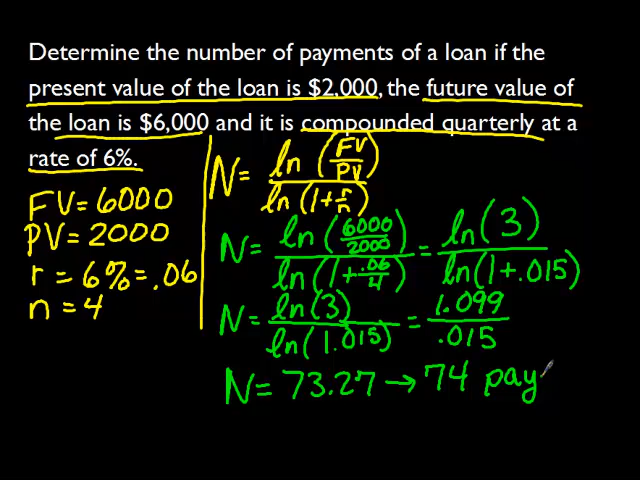 Determine the number of payments of a loan if the
present value of the loan is $2,000, the future value of
the loan is $6,000 and it is compounded quarterly at a
rate of 6%.
FV = 6000
PV = 2000
r = 6% = .06
n = 4
N = ln (FV/PV) / ln (1 + r/n)
N = ln (6000/2000) / ln (1 + .06/4) = ln (3) / ln (1 + .015)
N = ln (3) / ln (1.015) = 1.099 / .015
N = 73.27 → 74 pay